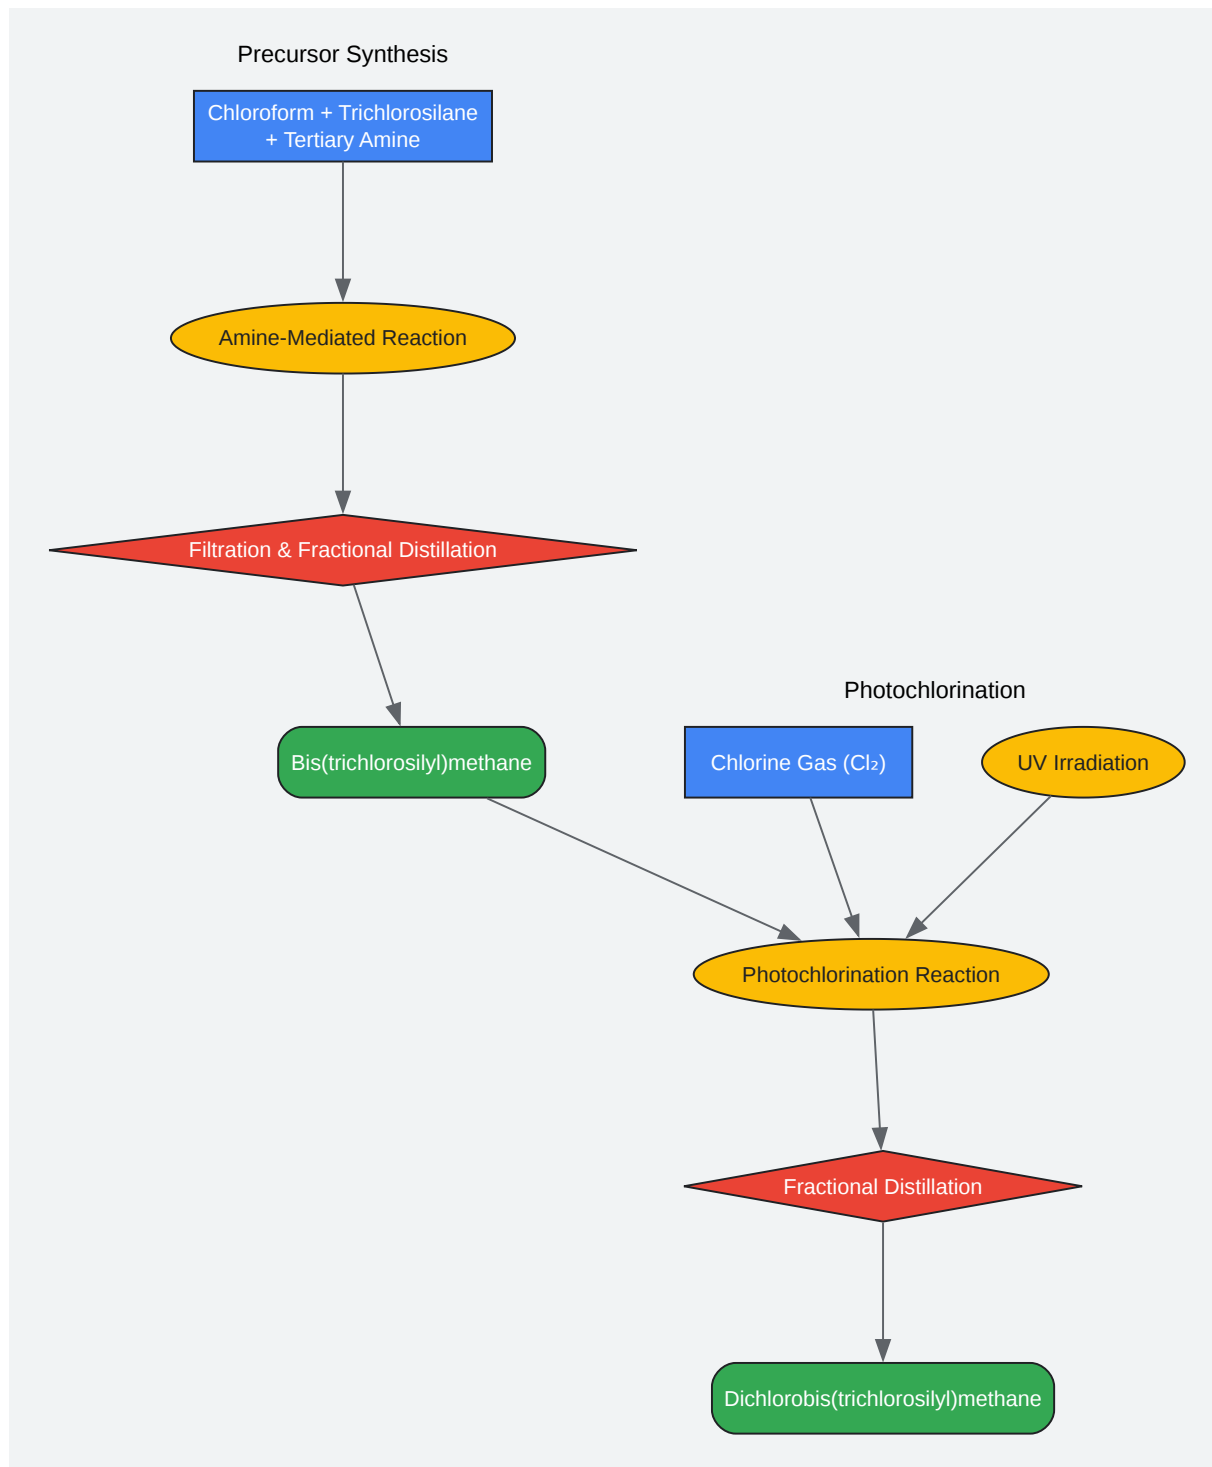 Precursor Synthesis
Chloroform + Trichlorosilane
+ Tertiary Amine
Amine-Mediated Reaction
Filtration & Fractional Distillation
Photochlorination
Bis(trichlorosilyl)methane
Chlorine Gas (Cl₂)
UV Irradiation
Photochlorination Reaction
Fractional Distillation
Dichlorobis(trichlorosilyl)methane